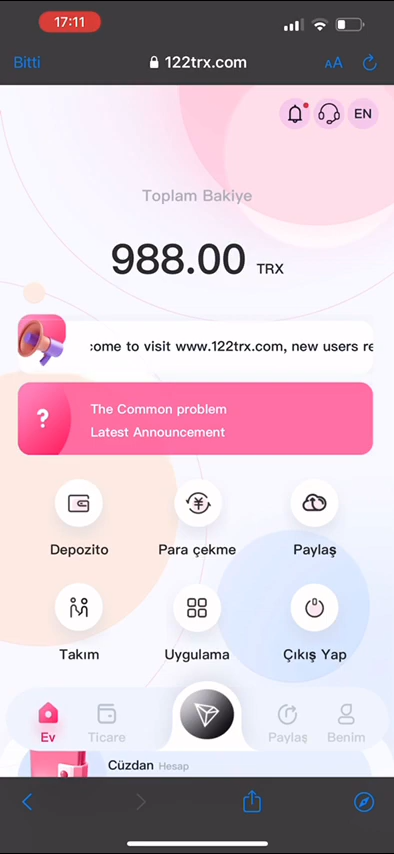 17:11
Bitti
122trx.com
AA
EN
Toplam Bakiye
988.00 TRX
come to visit www.122trx.com, new users re
?
The Common problem
Latest Announcement
Depozito
Para çekme
Paylaş
Takım
Uygulama
Çıkış Yap
Ev
Ticare
Paylaş
Benim
Cüzdan Hesap